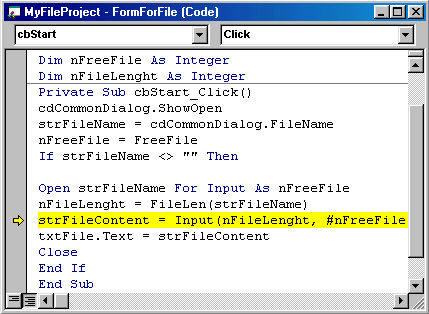 MyFileProject - FormForFile (Code)
cbStart Click
Dim nFreeFile As Integer
Dim nFileLenght As Integer
Private Sub cbStart_Click()
cdCommonDialog.ShowOpen
strFileName = cdCommonDialog.FileName
nFreeFile = FreeFile
If strFileName <> "" Then
Open strFileName For Input As nFreeFile
nFileLenght = FileLen(strFileName)
strFileContent = Input(nFileLenght, #nFreeFile
txtFile.Text = strFileContent
Close
End If
End Sub